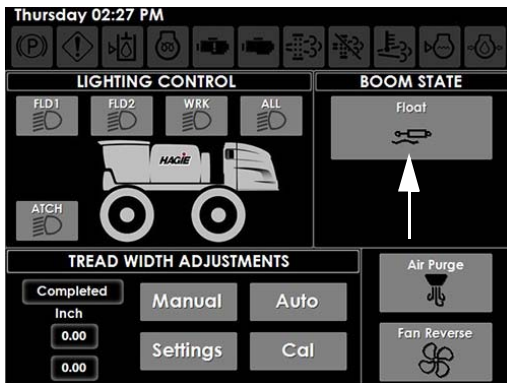 Thursday 02:27 PM
LIGHTING CONTROL
FLD1 FLD2 WRK ALL
HAGIE
ATCH
BOOM STATE
Float
TREAD WIDTH ADJUSTMENTS
Completed
Inch
0.00
0.00
Manual Auto
Settings Cal
Air Purge
Fan Reverse